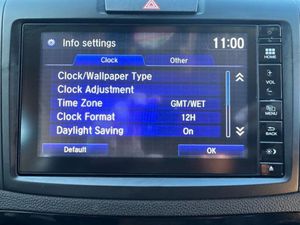 Info settings
11:00
Clock Other
Clock/Wallpaper Type
Clock Adjustment
Time Zone GMT/WET
Clock Format 12H
Daylight Saving On
Default OK
HOME
VOL
MENU
BACK